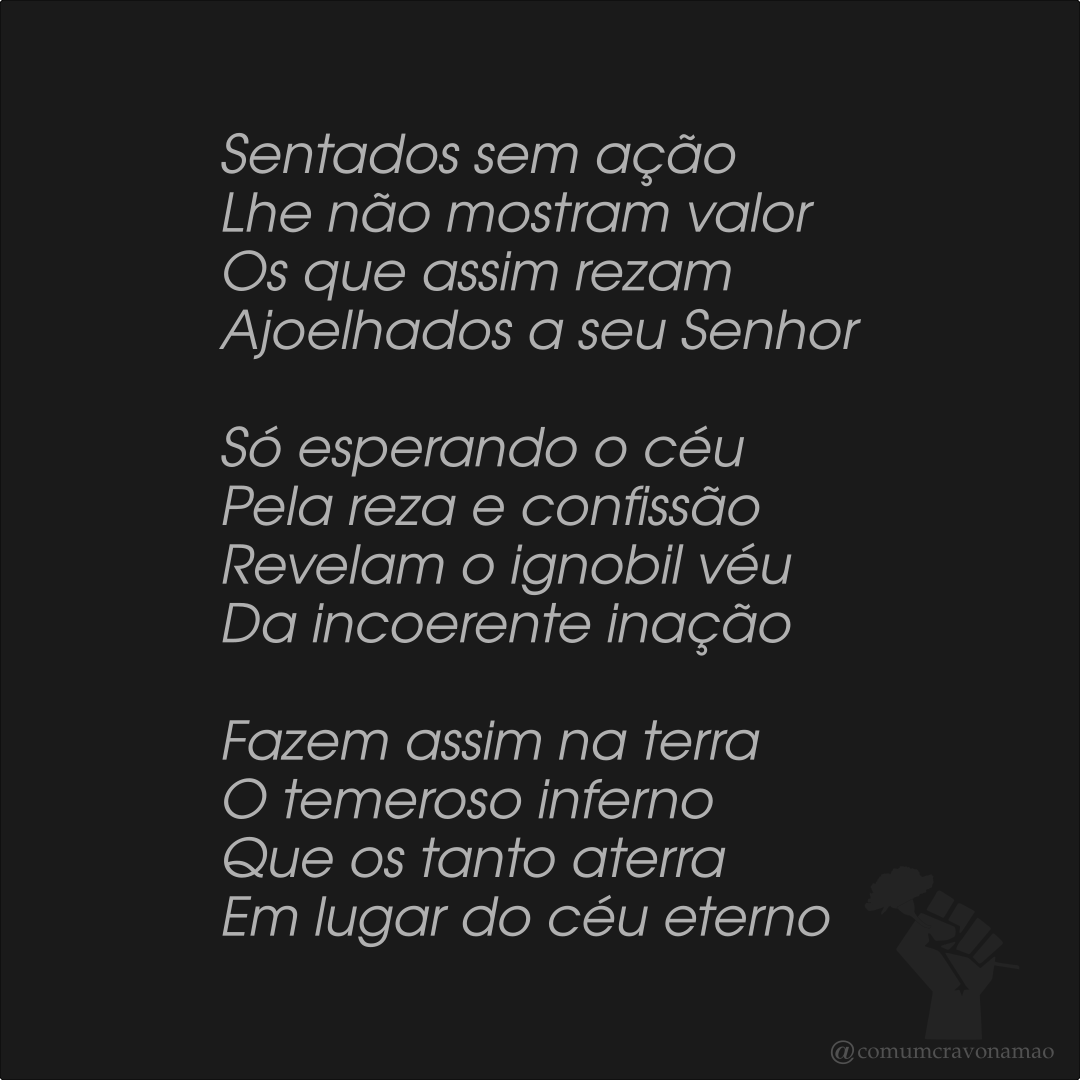 Sentados sem ação
Lhe não mostram valor
Os que assim rezam
Ajoelhados a seu Senhor
Só esperando o céu
Pela reza e confissão
Revelam o ignobil véu
Da incoerente inação
Fazem assim na terra
O temeroso inferno
Que os tanto aterra
Em lugar do céu eterno
@comumcravonamao